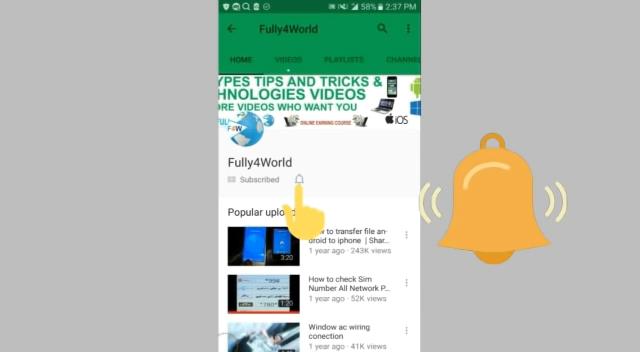 58% 2:37 PM
Fully4World
HOME VIDEOS PLAYLISTS CHANNEL
YPES TIPS AND TRICKS &
HNOLOGIES VIDEOS
ORE VIDEOS WHO WANT YOU
F4W
ONLINE EARNING COURSE
iOS
Fully4World
Subscribed
Popular uplo
to transfer file an-
droid to iphone | Shar...
1 year ago · 243K views
3:20
How to check Sim
Number All Network P...
1 year ago · 52K views
1:20
Window ac wiring
conection
1 year ago · 41K views